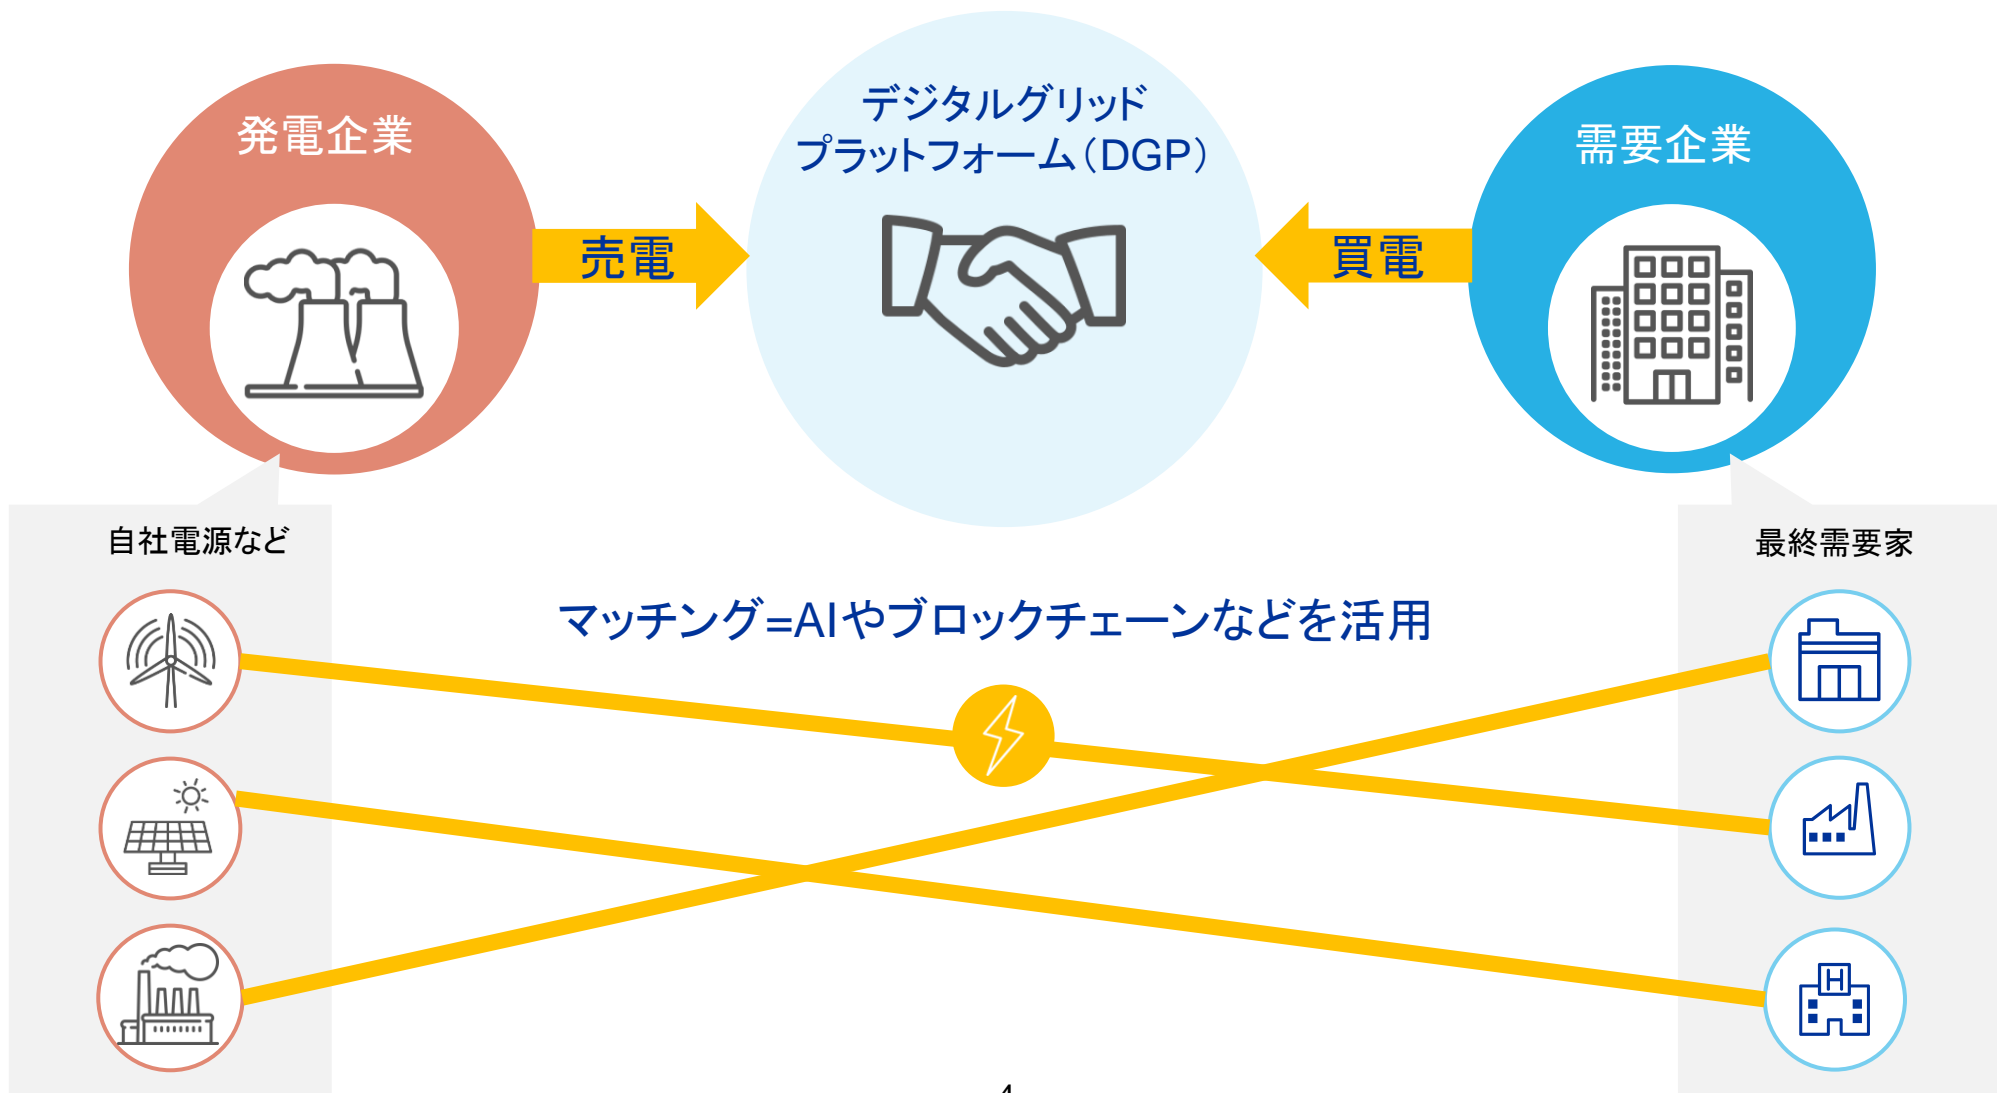 デジタルグリッド
プラットフォーム（DGP）
発電企業
需要企業
売電
買電
自社電源など
最終需要家
マッチング=AIやブロックチェーンなどを活用
H